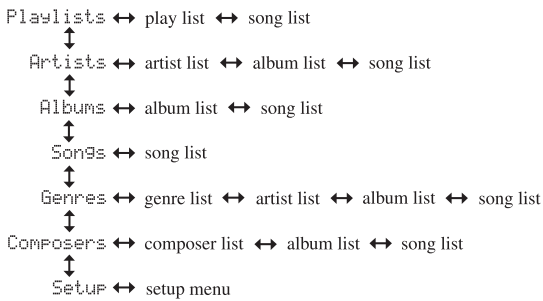 Playlists ↔ play list ↔ song list
Artists ↔ artist list ↔ album list ↔ song list
Albums ↔ album list ↔ song list
Songs ↔ song list
Genres ↔ genre list ↔ artist list ↔ album list ↔ song list
Composers ↔ composer list ↔ album list ↔ song list
Setup ↔ setup menu